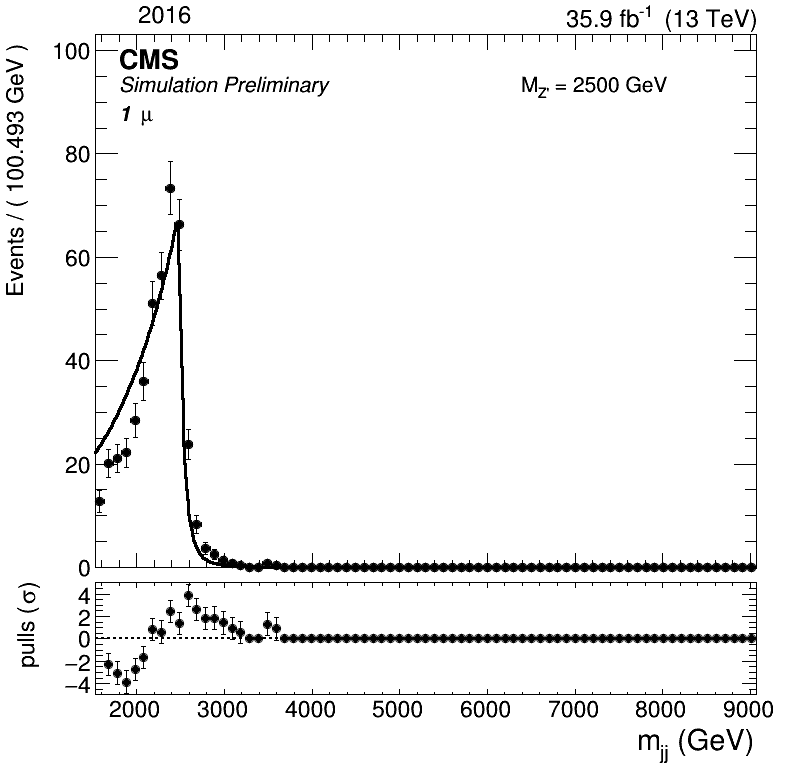 2016 35.9 fb⁻¹ (13 TeV)
CMS
Simulation Preliminary
M_Z' = 2500 GeV
1 μ
Events / ( 100.493 GeV )
100
80
60
40
20
0
pulls (σ)
4
2
0
−2
−4
2000 3000 4000 5000 6000 7000 8000 9000
m_jj (GeV)